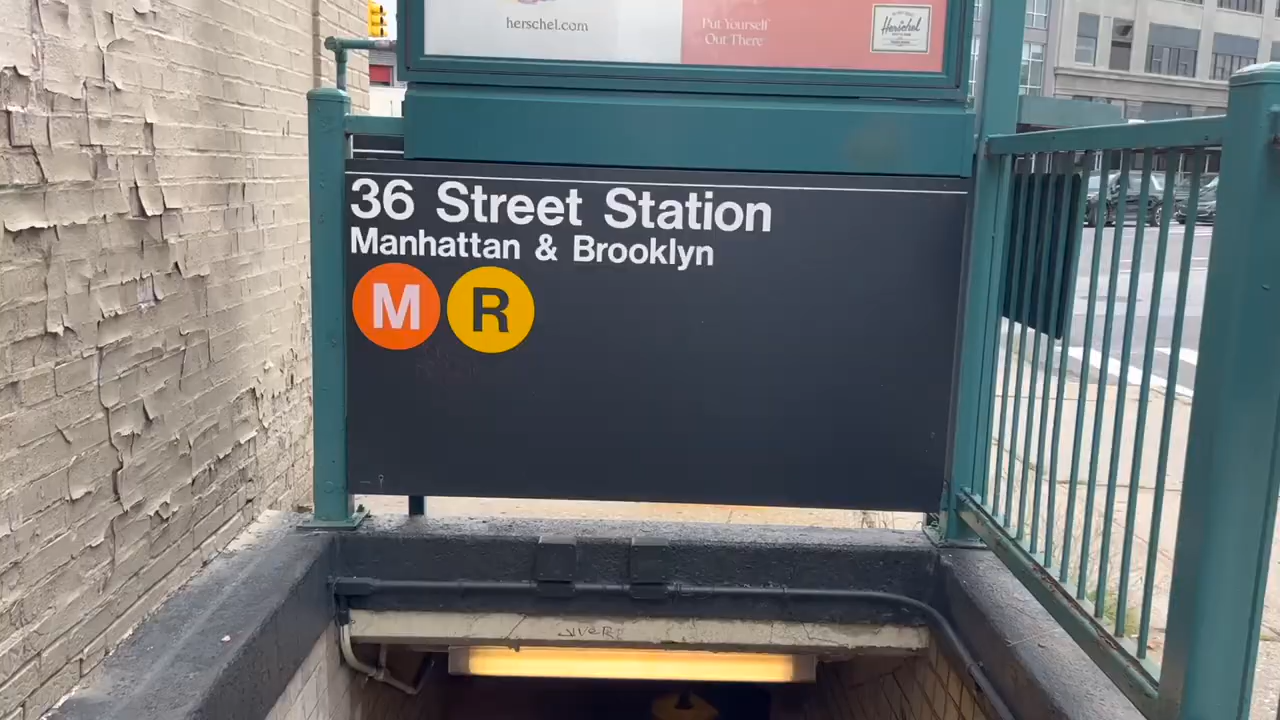 herschel.com
Put Yourself
Out There
Herschel
36 Street Station
Manhattan & Brooklyn
M R